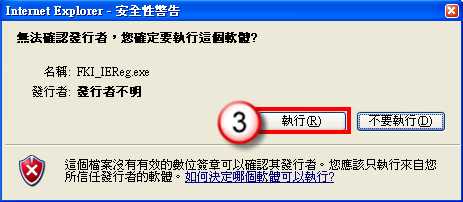 Internet Explorer - 安全性警告
無法確認發行者，您確定要執行這個軟體?
名稱: FKI_IEReg.exe
發行者: 發行者不明
3
執行(R)
不要執行(D)
這個檔案沒有有效的數位簽章可以確認其發行者。您應該只執行來自您
所信任發行者的軟體。如何決定哪個軟體可以執行?